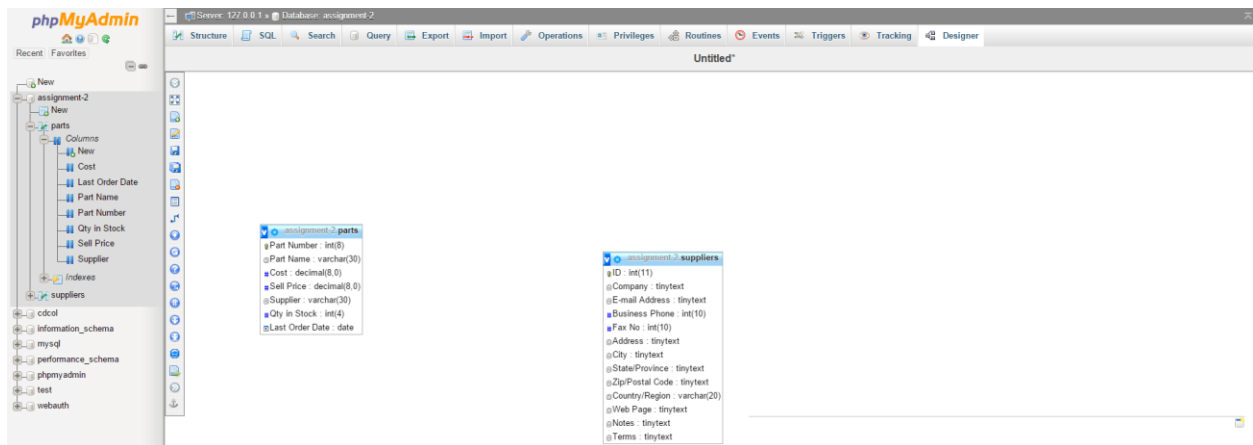 phpMyAdmin
Recent Favorites
New
assignment-2
New
parts
Columns
New
Cost
Last Order Date
Part Name
Part Number
Qty in Stock
Sell Price
Supplier
Indexes
suppliers
cdcol
information_schema
mysql
performance_schema
phpmyadmin
test
webauth
Server: 127.0.0.1 » Database: assignment-2
Structure SQL Search Query Export Import Operations Privileges Routines Events Triggers Tracking Designer
Untitled*
assignment-2.parts
Part Number : int(8)
Part Name : varchar(30)
Cost : decimal(8,0)
Sell Price : decimal(8,0)
Supplier : varchar(30)
Qty in Stock : int(4)
Last Order Date : date
assignment-2.suppliers
ID : int(11)
Company : tinytext
E-mail Address : tinytext
Business Phone : int(10)
Fax No : int(10)
Address : tinytext
City : tinytext
State/Province : tinytext
Zip/Postal Code : tinytext
Country/Region : varchar(20)
Web Page : tinytext
Notes : tinytext
Terms : tinytext